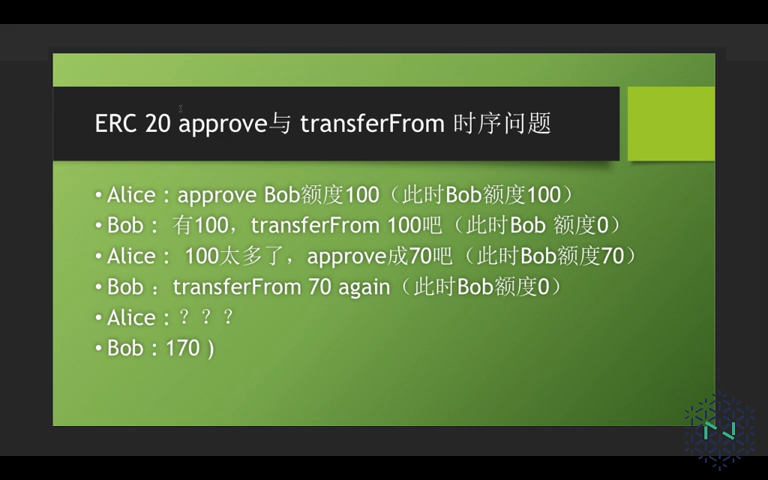 ERC 20 approve与 transferFrom 时序问题
• Alice : approve Bob额度100（此时Bob额度100）
• Bob : 有100，transferFrom 100吧（此时Bob 额度0）
• Alice : 100太多了，approve成70吧（此时Bob额度70）
• Bob : transferFrom 70 again（此时Bob额度0）
• Alice : ？？？
• Bob : 170 )